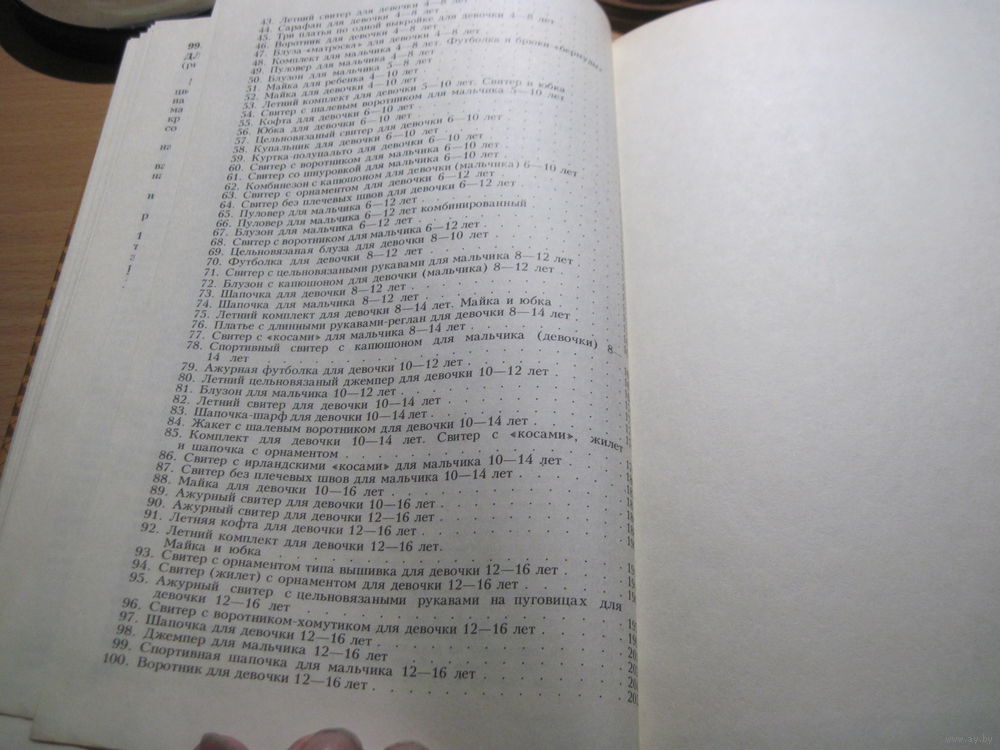 43. Летний свитер для девочки 4—8 лет
44. Сарафан для девочки 4—8 лет
45. Три платья по одной выкройке для девочки 4—8 лет
46. Воротник для девочки 4—8 лет
47. Блуза «матроска» для девочки 4—8 лет
48. Комплект для мальчика 4—8 лет. Футболка и брюки «бермуды»
49. Пуловер для мальчика 4—8 лет
50. Блузон для мальчика 5—8 лет
51. Майка для ребенка 4—10 лет
52. Майка для девочки 4—10 лет
53. Летний комплект для девочки 5—10 лет. Свитер и юбка
54. Свитер с шалевым воротником для мальчика 5—10 лет
55. Кофта для девочки 6—10 лет
56. Юбка для девочки 6—10 лет
57. Цельновязаный свитер для девочки 6—10 лет
58. Купальник для девочки 6—10 лет
59. Куртка-полупальто для девочки 6—10 лет
60. Свитер с воротником для мальчика 6—10 лет
61. Свитер со шнуровкой для мальчика 6—10 лет
62. Комбинезон с капюшоном для девочки (мальчика) 6—10 лет
63. Свитер с орнаментом для девочки 6—12 лет
64. Свитер без плечевых швов для девочки 6—12 лет
65. Пуловер для мальчика 6—12 лет
66. Пуловер для мальчика 6—12 лет комбинированный
67. Блузон для мальчика 6—12 лет
68. Свитер с воротником для мальчика 6—12 лет
69. Цельновязаная блуза для девочки 8—10 лет
70. Футболка для девочки 8—12 лет
71. Свитер с цельновязаными рукавами для мальчика 8—12 лет
72. Блузон с капюшоном для девочки (мальчика) 8—12 лет
73. Шапочка для девочки 8—12 лет
74. Шапочка для мальчика 8—12 лет
75. Летний комплект для девочки 8—14 лет. Майка и юбка
76. Платье с длинными рукавами-реглан для девочки 8—14 лет
77. Свитер с «косами» для мальчика 8—14 лет
78. Спортивный свитер с капюшоном для мальчика (девочки) 8—
14 лет
79. Ажурная футболка для девочки 10—12 лет
80. Летний цельновязаный джемпер для девочки 10—12 лет
81. Блузон для мальчика 10—12 лет
82. Летний свитер для девочки 10—14 лет
83. Шапочка-шарф для девочки 10—14 лет
84. Жакет с шалевым воротником для девочки 10—14 лет
85. Комплект для девочки 10—14 лет. Свитер с «косами», жилет
и шапочка с орнаментом
86. Свитер с ирландскими «косами» для мальчика 10—14 лет
87. Свитер без плечевых швов для мальчика 10—14 лет
88. Майка для девочки 10—16 лет
89. Ажурный свитер для девочки 10—16 лет
90. Ажурный свитер для девочки 12—16 лет
91. Летняя кофта для девочки 12—16 лет
92. Летний комплект для девочки 12—16 лет.
Майка и юбка
93. Свитер с орнаментом типа вышивка для девочки 12—16 лет
94. Свитер (жилет) с орнаментом для девочки 12—16 лет
95. Ажурный свитер с цельновязаными рукавами на пуговицах для
девочки 12—16 лет
96. Свитер с воротником-хомутиком для девочки 12—16 лет
97. Шапочка для девочки 12—16 лет
98. Джемпер для мальчика 12—16 лет
99. Спортивная шапочка для мальчика 12—16 лет
100. Воротник для девочки 12—16 лет
www.ay.by